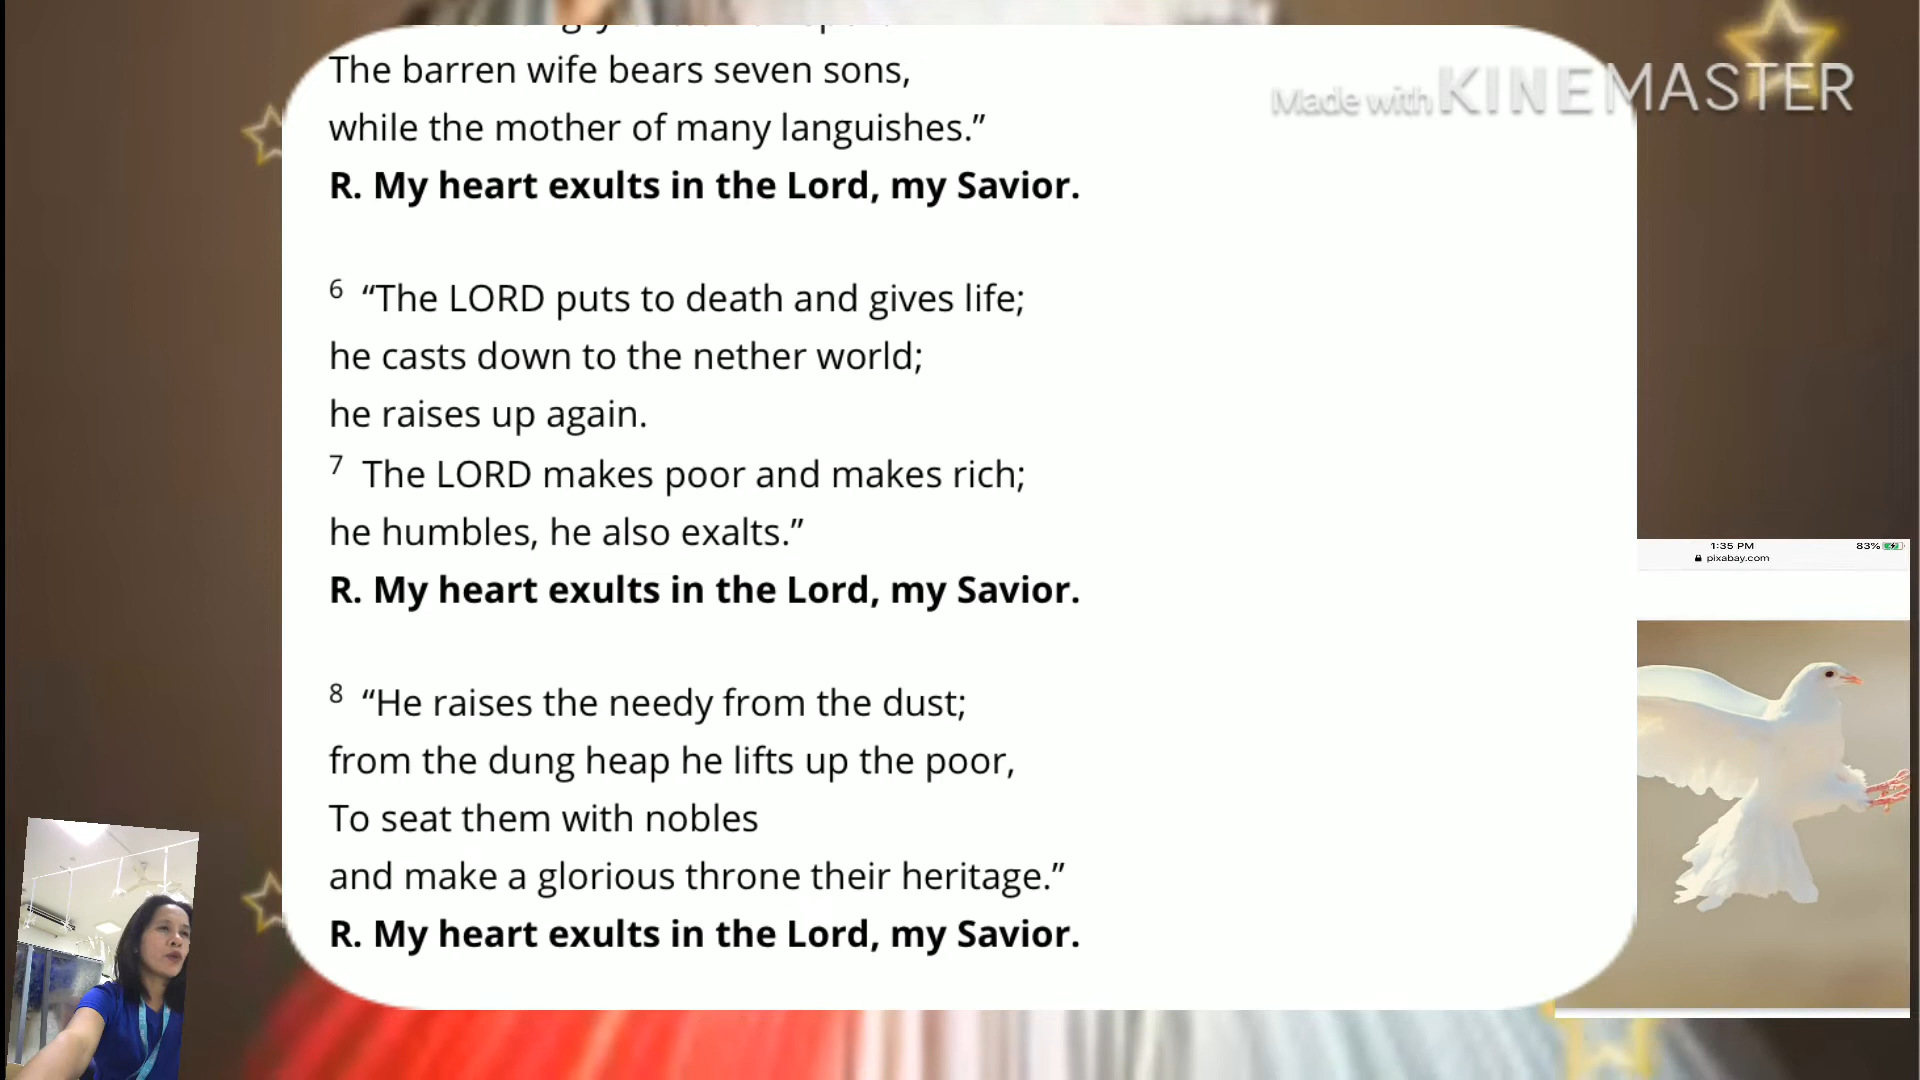 The barren wife bears seven sons,
while the mother of many languishes.”
R. My heart exults in the Lord, my Savior.
6 “The LORD puts to death and gives life;
he casts down to the nether world;
he raises up again.
7 The LORD makes poor and makes rich;
he humbles, he also exalts.”
R. My heart exults in the Lord, my Savior.
8 “He raises the needy from the dust;
from the dung heap he lifts up the poor,
To seat them with nobles
and make a glorious throne their heritage.”
R. My heart exults in the Lord, my Savior.
Made with KINEMASTER
1:35 PM 83%
pixabay.com